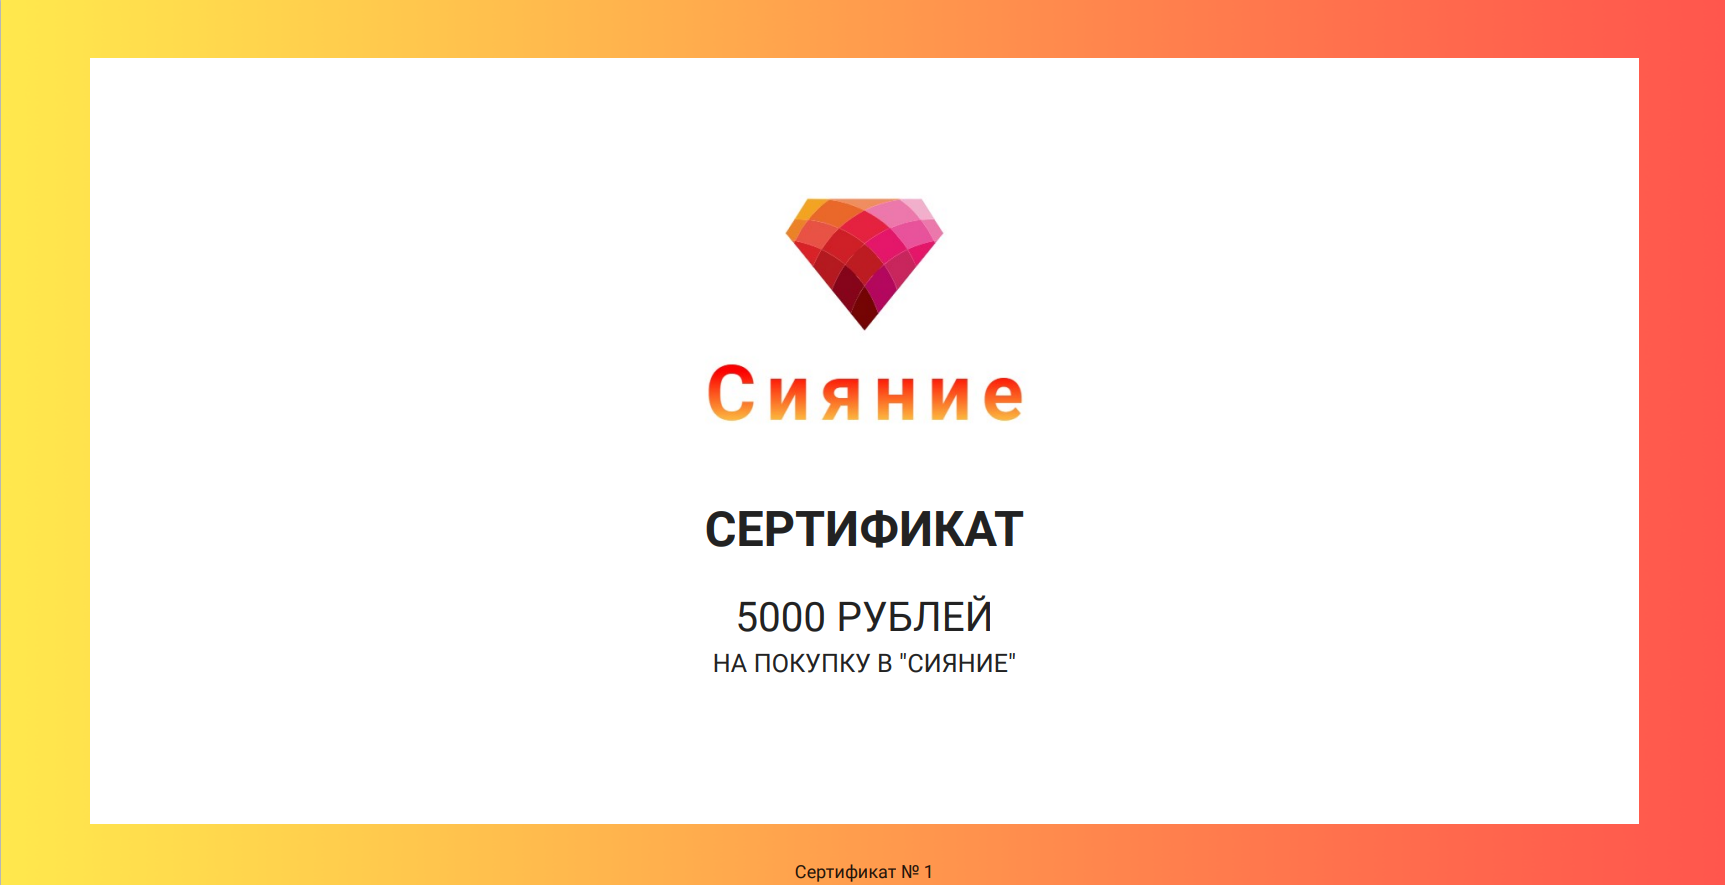 Сияние
СЕРТИФИКАТ
5000 РУБЛЕЙ
НА ПОКУПКУ В "СИЯНИЕ"
Сертификат № 1